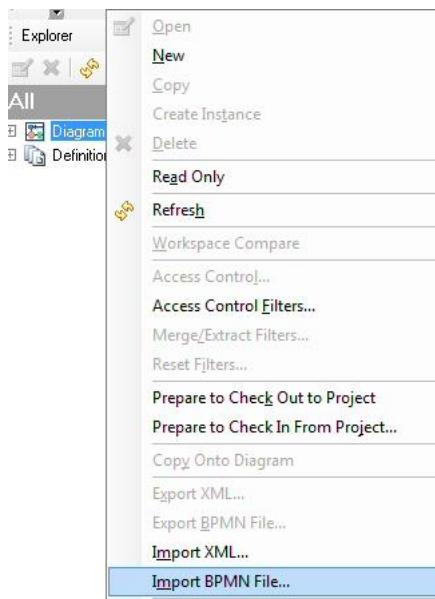 Explorer
All
Diagram
Definitio
Open
New
Copy
Create Instance
Delete
Read Only
Refresh
Workspace Compare
Access Control...
Access Control Filters...
Merge/Extract Filters...
Reset Filters...
Prepare to Check Out to Project
Prepare to Check In From Project...
Copy Onto Diagram
Export XML...
Export BPMN File...
Import XML...
Import BPMN File...